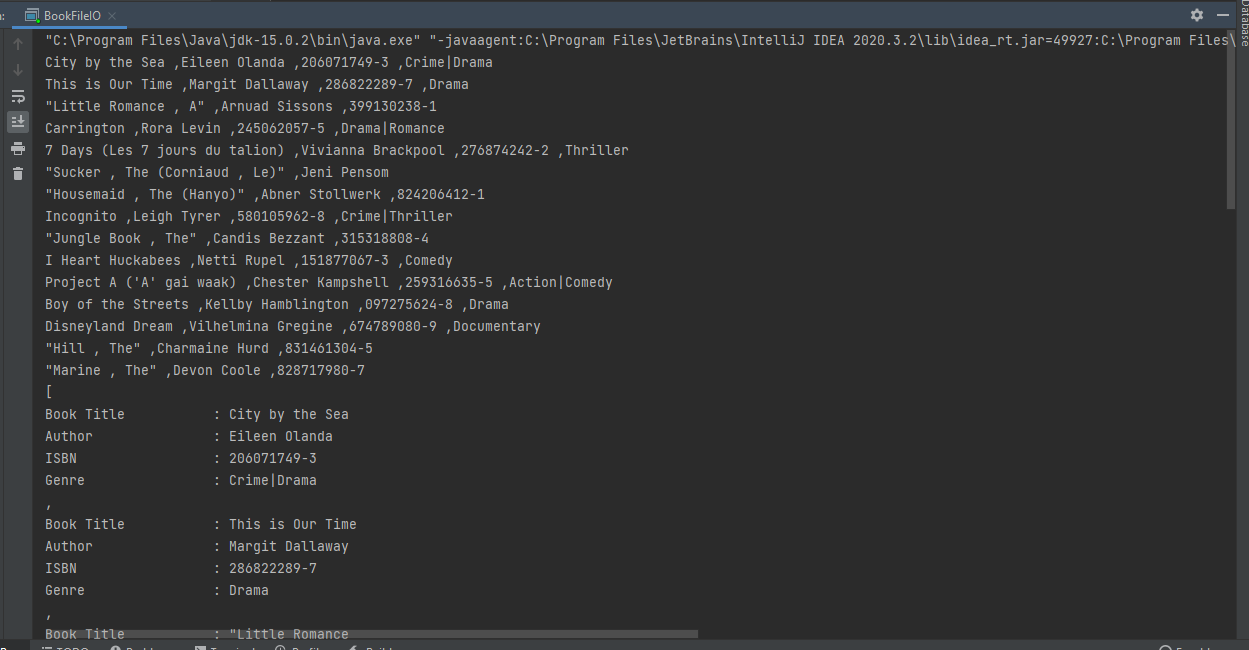 BookFileIO
"C:\Program Files\Java\jdk-15.0.2\bin\java.exe" "-javaagent:C:\Program Files\JetBrains\IntelliJ IDEA 2020.3.2\lib\idea_rt.jar=49927:C:\Program Files\
Database
City by the Sea ,Eileen Olanda ,206071749-3 ,Crime|Drama
This is Our Time ,Margit Dallaway ,286822289-7 ,Drama
"Little Romance , A" ,Arnuad Sissons ,399130238-1
Carrington ,Rora Levin ,245062057-5 ,Drama|Romance
7 Days (Les 7 jours du talion) ,Vivianna Brackpool ,276874242-2 ,Thriller
"Sucker , The (Corniaud , Le)" ,Jeni Pensom
"Housemaid , The (Hanyo)" ,Abner Stollwerk ,824206412-1
Incognito ,Leigh Tyrer ,580105962-8 ,Crime|Thriller
"Jungle Book , The" ,Candis Bezzant ,315318808-4
I Heart Huckabees ,Netti Rupel ,151877067-3 ,Comedy
Project A ('A' gai waak) ,Chester Kampshell ,259316635-5 ,Action|Comedy
Boy of the Streets ,Kellby Hamblington ,097275624-8 ,Drama
Disneyland Dream ,Vilhelmina Gregine ,674789080-9 ,Documentary
"Hill , The" ,Charmaine Hurd ,831461304-5
"Marine , The" ,Devon Coole ,828717980-7
[
Book Title : City by the Sea
Author : Eileen Olanda
ISBN : 206071749-3
Genre : Crime|Drama
,
Book Title : This is Our Time
Author : Margit Dallaway
ISBN : 286822289-7
Genre : Drama
,
Book Title : "Little Romance